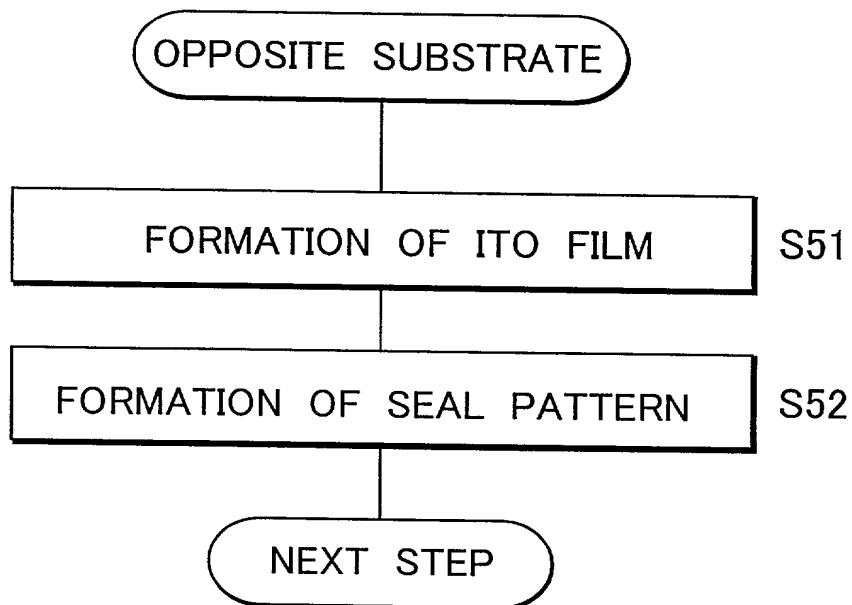 OPPOSITE SUBSTRATE
FORMATION OF ITO FILM S51
FORMATION OF SEAL PATTERN S52
NEXT STEP